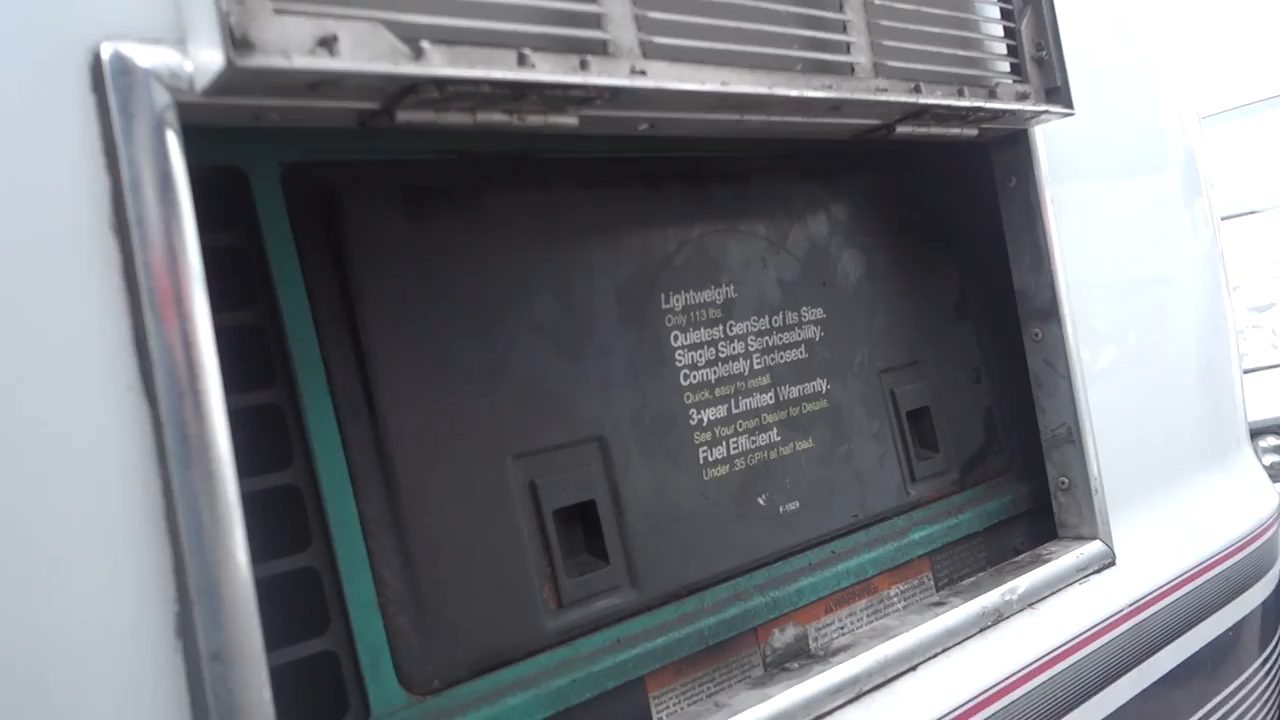 Lightweight.
Only 113 lbs.
Quietest GenSet of its Size.
Single Side Serviceability.
Completely Enclosed.
Quick, easy to install.
3-year Limited Warranty.
See Your Onan Dealer for Details.
Fuel Efficient.
Under .35 GPH at half load.
F-1029
WARNING